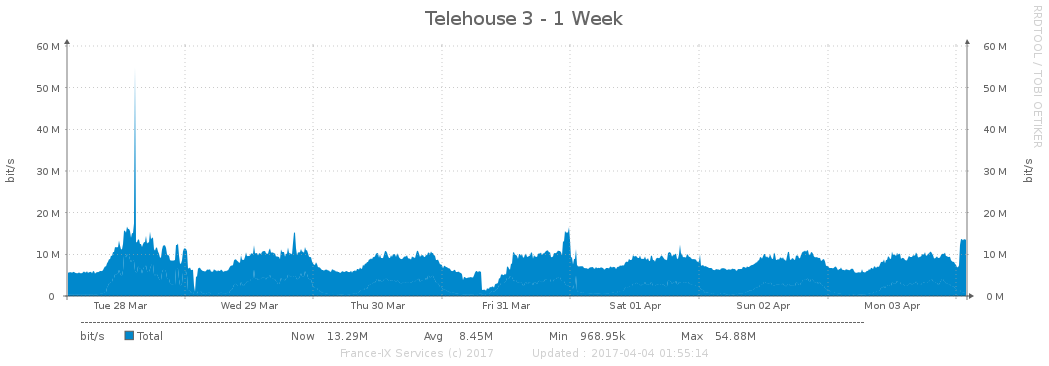 Telehouse 3 - 1 Week
RRDTOOL / TOBI OETIKER
60 M 60 M
50 M 50 M
40 M 40 M
30 M 30 M
20 M 20 M
10 M 10 M
0 0 M
bit/s bit/s
Tue 28 Mar Wed 29 Mar Thu 30 Mar Fri 31 Mar Sat 01 Apr Sun 02 Apr Mon 03 Apr
bit/s Total Now 13.29M Avg 8.45M Min 968.95k Max 54.88M
France-IX Services (c) 2017 Updated : 2017-04-04 01:55:14